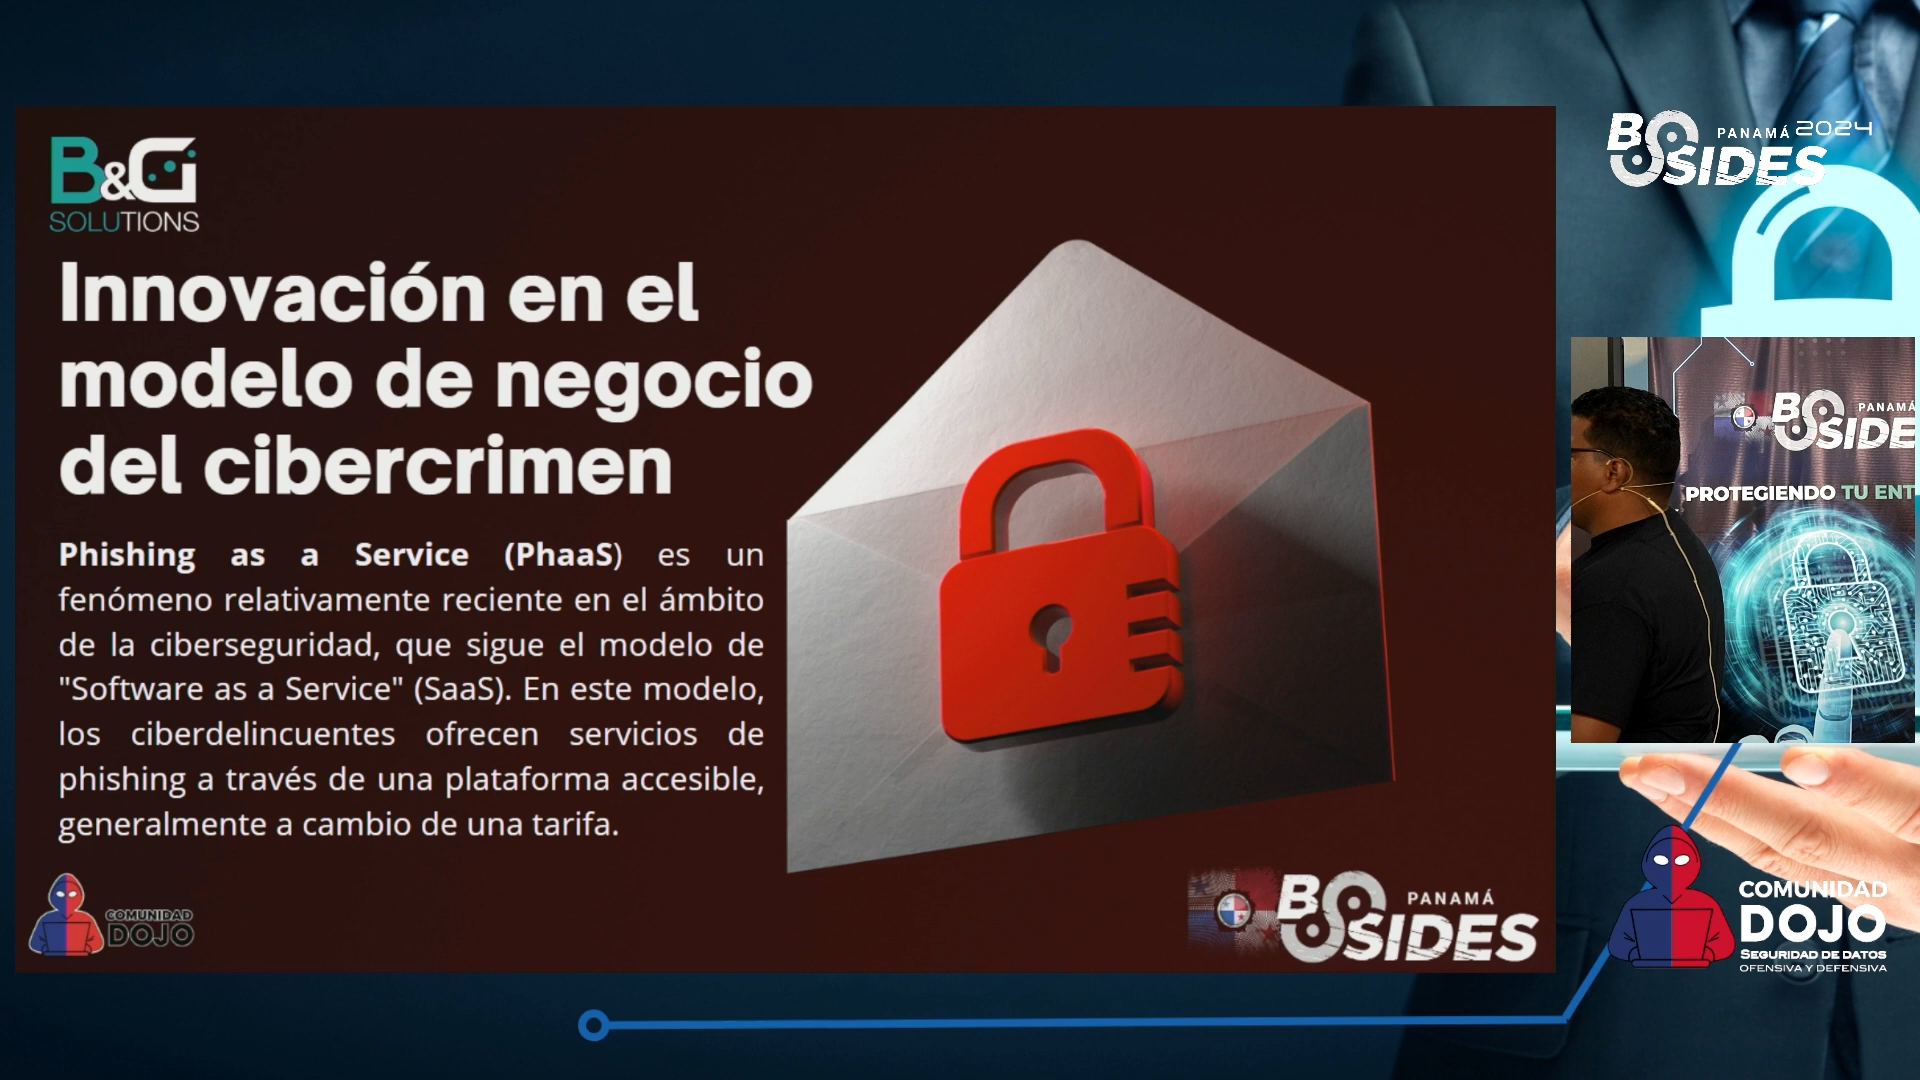 B&G
SOLUTIONS
Innovación en el
modelo de negocio
del cibercrimen
Phishing as a Service (PhaaS) es un
fenómeno relativamente reciente en el ámbito
de la ciberseguridad, que sigue el modelo de
"Software as a Service" (SaaS). En este modelo,
los ciberdelincuentes ofrecen servicios de
phishing a través de una plataforma accesible,
generalmente a cambio de una tarifa.
COMUNIDAD
DOJO
PANAMÁ
BSIDES
PANAMÁ 2024
BSIDES
PANAMÁ
BSIDE
PROTEGIENDO TU ENT
COMUNIDAD
DOJO
SEGURIDAD DE DATOS
OFENSIVA Y DEFENSIVA